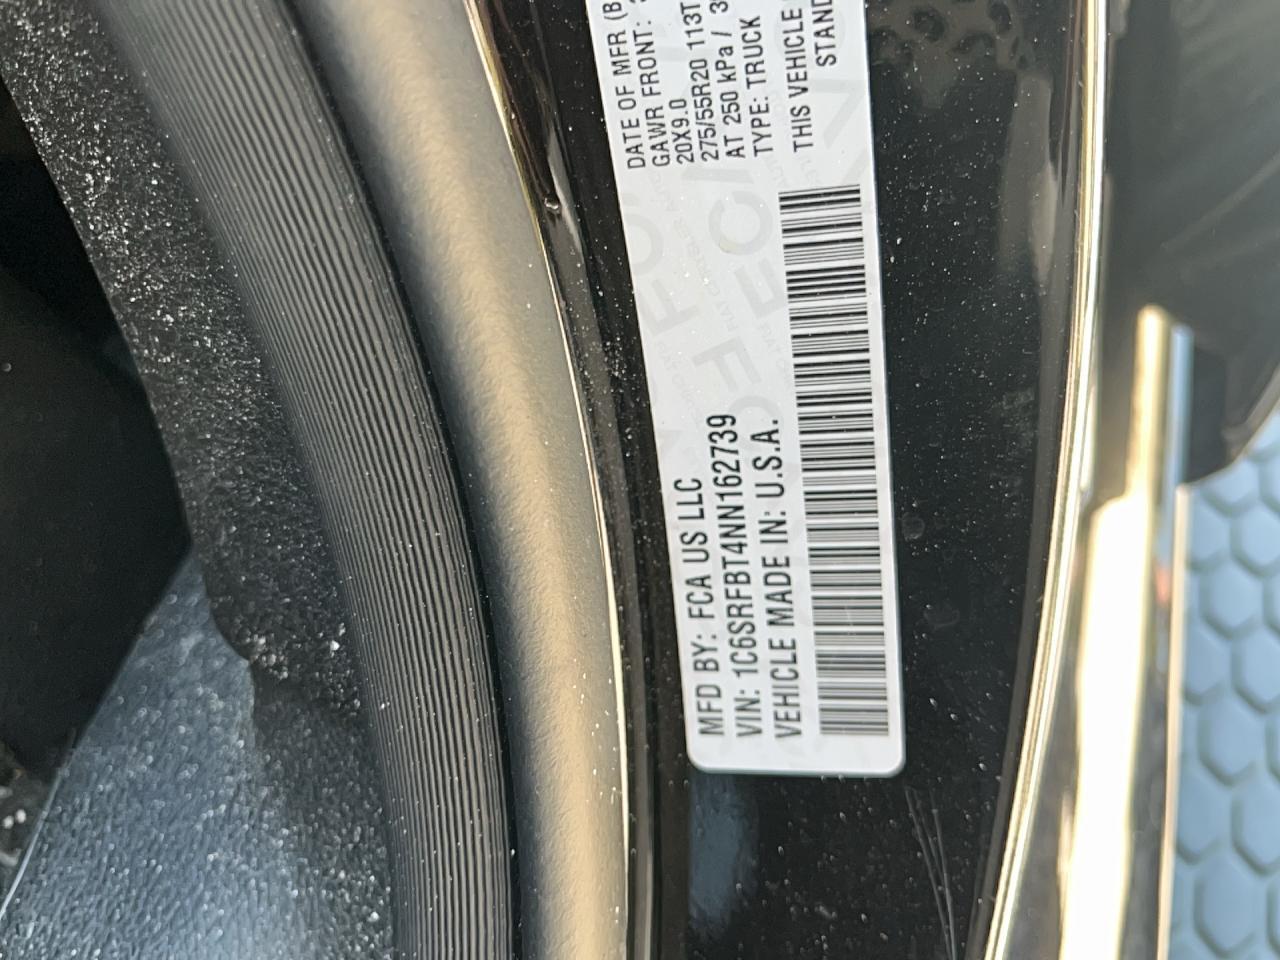 MFD BY: FCA US LLC
VIN: 1C6SRFBT4NN162739
VEHICLE MADE IN: U.S.A.
DATE OF MFR
GAWR FRONT:
20X9.0
275/55R20 113T
AT 250 kPa /
TYPE: TRUCK
THIS VEHICLE